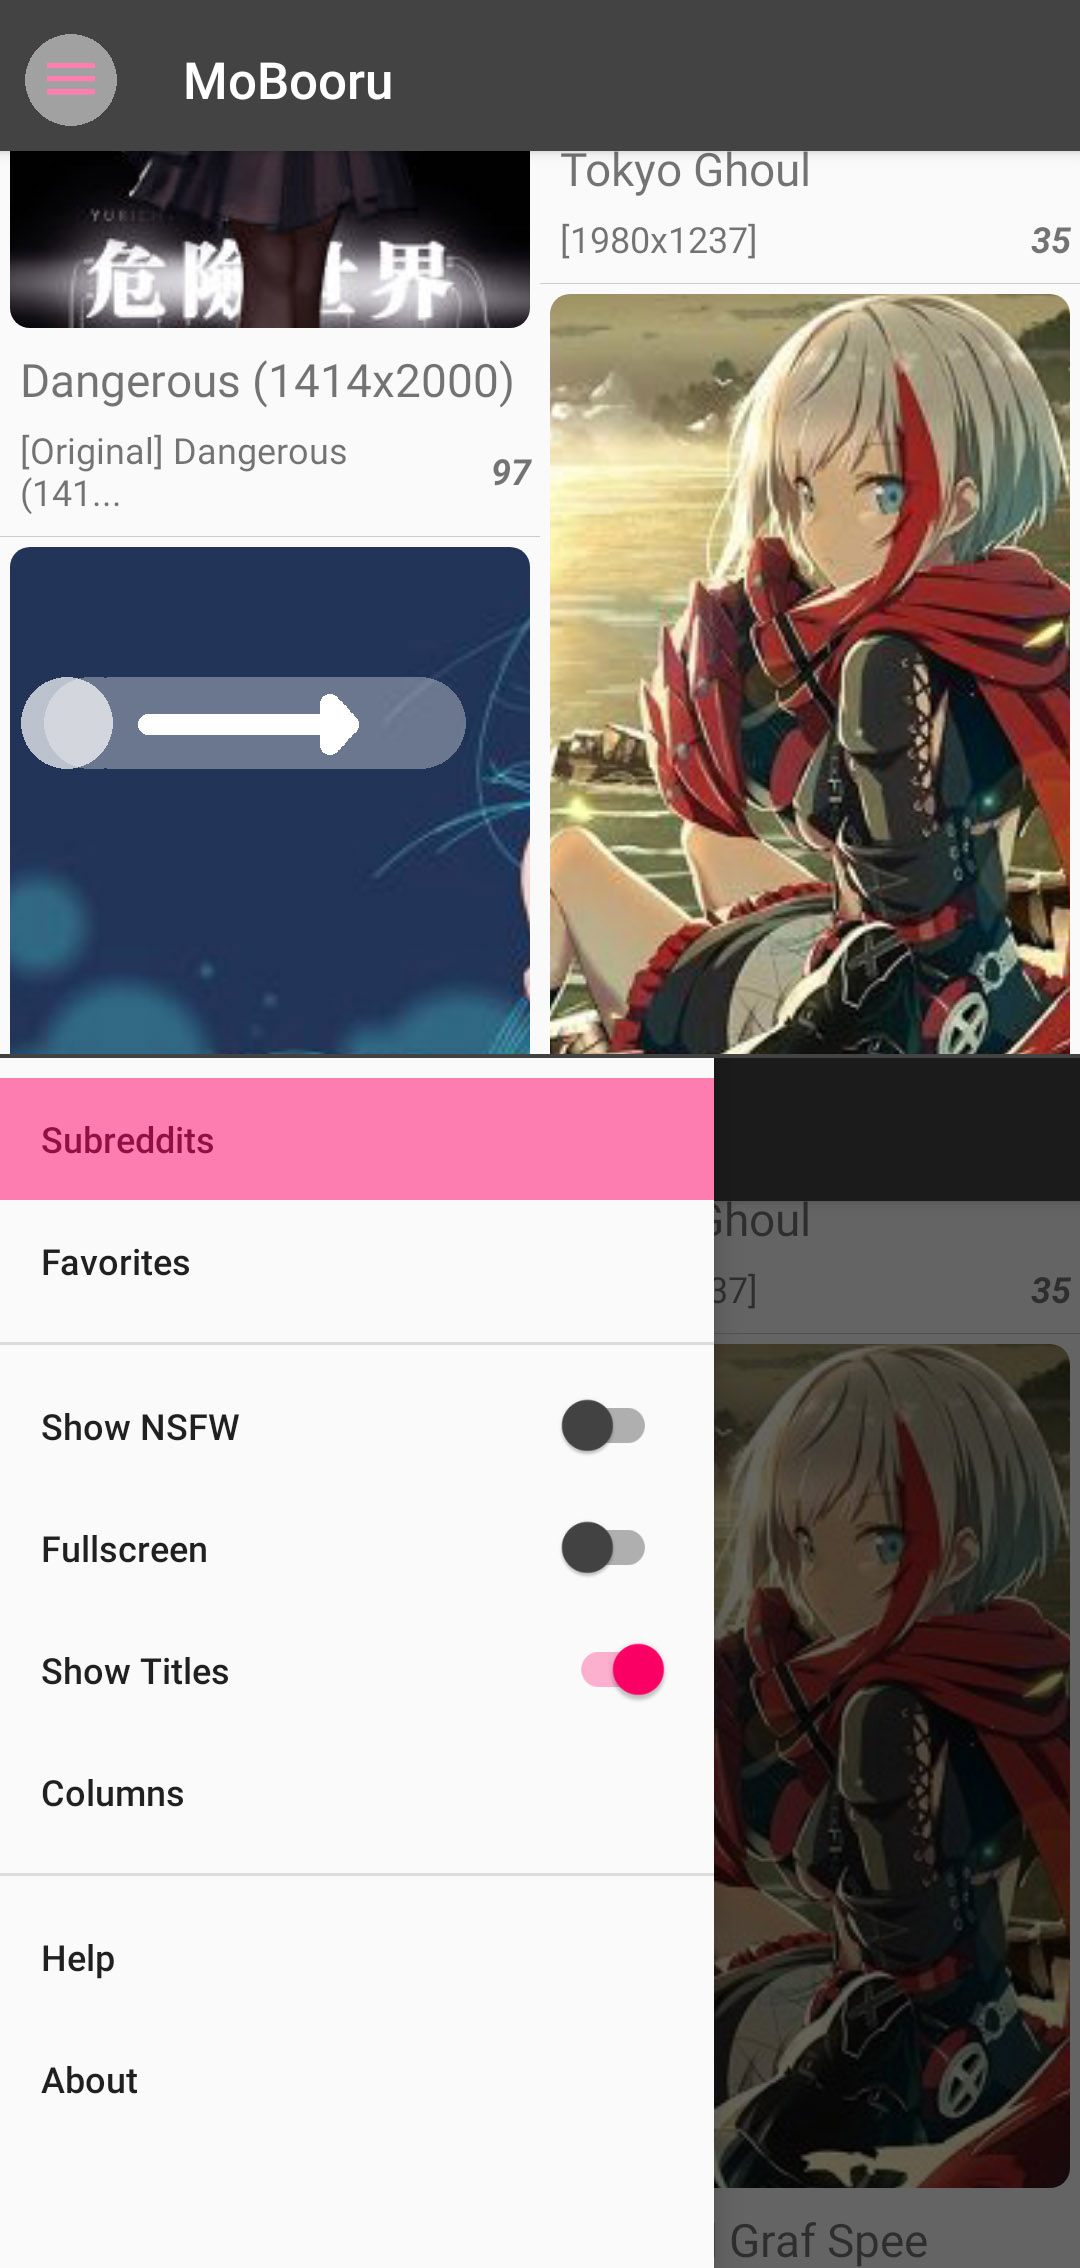 MoBooru
危險世界
Dangerous (1414x2000)
[Original] Dangerous
(141...
97
Tokyo Ghoul
[1980x1237]
35
Subreddits
Favorites
Show NSFW
Fullscreen
Show Titles
Columns
Help
About
Ghoul
37]
35
Graf Spee